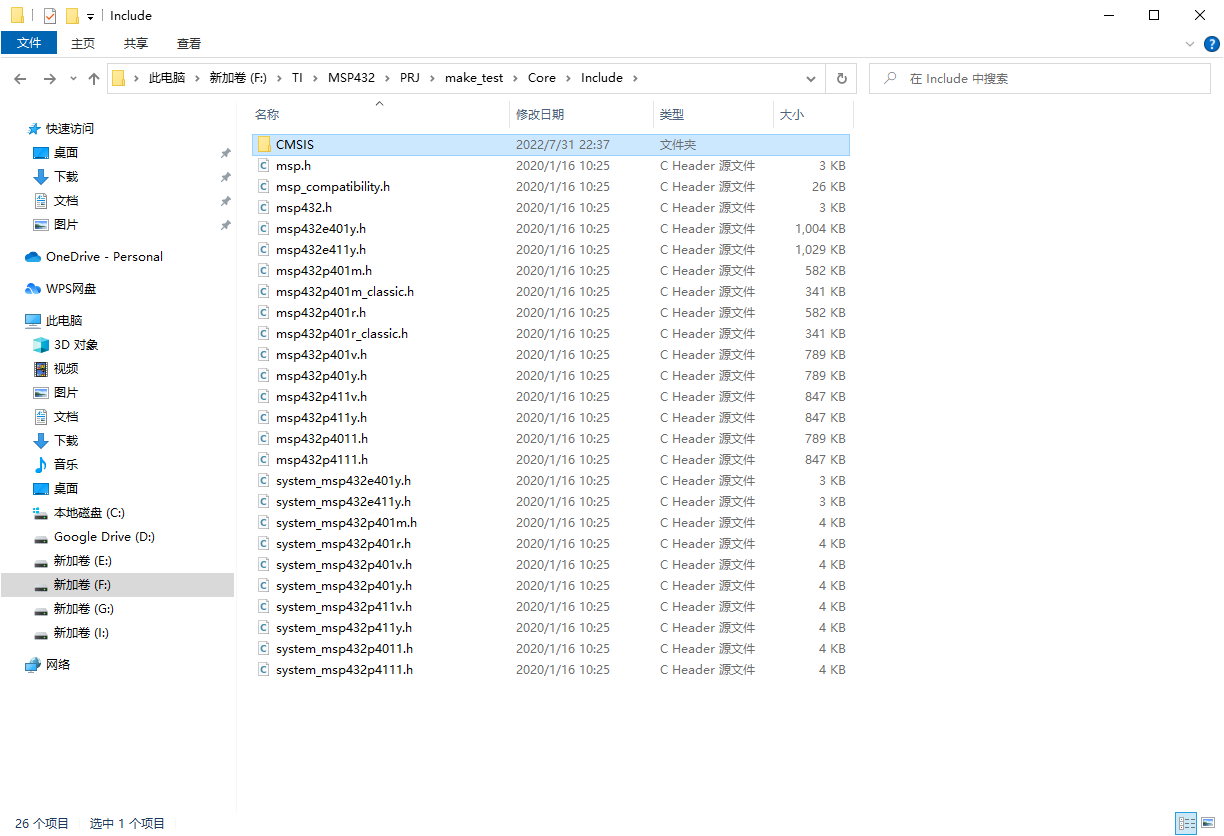 Include
文件 主页 共享 查看
此电脑 新加卷 (F:) TI MSP432 PRJ make_test Core Include
在 Include 中搜索
快速访问
桌面
下载
文档
图片
OneDrive - Personal
WPS网盘
此电脑
3D 对象
视频
图片
文档
下载
音乐
桌面
本地磁盘 (C:)
Google Drive (D:)
新加卷 (E:)
新加卷 (F:)
新加卷 (G:)
新加卷 (I:)
网络
名称 修改日期 类型 大小
CMSIS 2022/7/31 22:37 文件夹
msp.h 2020/1/16 10:25 C Header 源文件 3 KB
msp_compatibility.h 2020/1/16 10:25 C Header 源文件 26 KB
msp432.h 2020/1/16 10:25 C Header 源文件 3 KB
msp432e401y.h 2020/1/16 10:25 C Header 源文件 1,004 KB
msp432e411y.h 2020/1/16 10:25 C Header 源文件 1,029 KB
msp432p401m.h 2020/1/16 10:25 C Header 源文件 582 KB
msp432p401m_classic.h 2020/1/16 10:25 C Header 源文件 341 KB
msp432p401r.h 2020/1/16 10:25 C Header 源文件 582 KB
msp432p401r_classic.h 2020/1/16 10:25 C Header 源文件 341 KB
msp432p401v.h 2020/1/16 10:25 C Header 源文件 789 KB
msp432p401y.h 2020/1/16 10:25 C Header 源文件 789 KB
msp432p411v.h 2020/1/16 10:25 C Header 源文件 847 KB
msp432p411y.h 2020/1/16 10:25 C Header 源文件 847 KB
msp432p4011.h 2020/1/16 10:25 C Header 源文件 789 KB
msp432p4111.h 2020/1/16 10:25 C Header 源文件 847 KB
system_msp432e401y.h 2020/1/16 10:25 C Header 源文件 3 KB
system_msp432e411y.h 2020/1/16 10:25 C Header 源文件 3 KB
system_msp432p401m.h 2020/1/16 10:25 C Header 源文件 4 KB
system_msp432p401r.h 2020/1/16 10:25 C Header 源文件 4 KB
system_msp432p401v.h 2020/1/16 10:25 C Header 源文件 4 KB
system_msp432p401y.h 2020/1/16 10:25 C Header 源文件 4 KB
system_msp432p411v.h 2020/1/16 10:25 C Header 源文件 4 KB
system_msp432p411y.h 2020/1/16 10:25 C Header 源文件 4 KB
system_msp432p4011.h 2020/1/16 10:25 C Header 源文件 4 KB
system_msp432p4111.h 2020/1/16 10:25 C Header 源文件 4 KB
26 个项目 选中 1 个项目